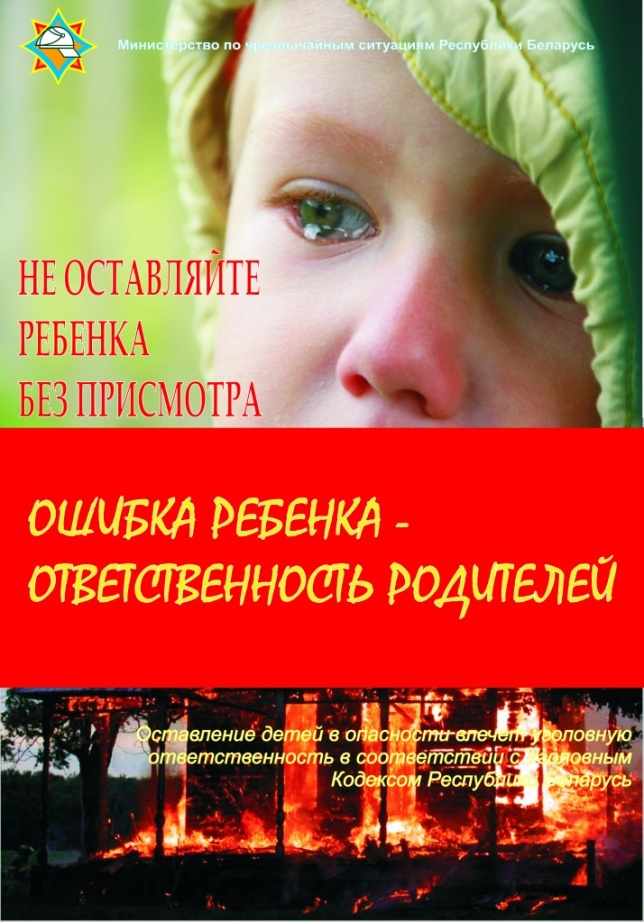 Министерство по чрезвычайным ситуациям Республики Беларусь
НЕ ОСТАВЛЯЙТЕ
РЕБЕНКА
БЕЗ ПРИСМОТРА
ОШИБКА РЕБЕНКА -
ОТВЕТСТВЕННОСТЬ РОДИТЕЛЕЙ
Оставление детей в опасности влечет уголовную
ответственность в соответствии с Уголовным
Кодексом Республики Беларусь